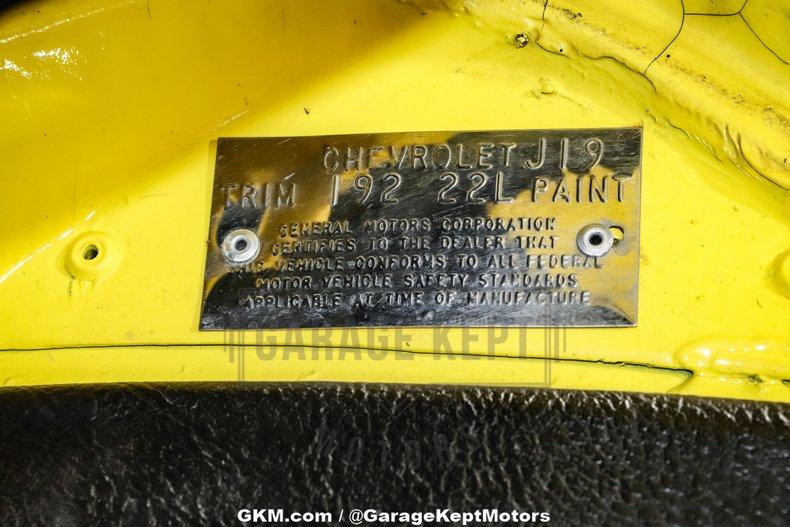 CHEVROLET J19
TRIM 192 22L PAINT
GENERAL MOTORS CORPORATION
CERTIFIES TO THE DEALER THAT
THIS VEHICLE CONFORMS TO ALL FEDERAL
MOTOR VEHICLE SAFETY STANDARDS
APPLICABLE AT TIME OF MANUFACTURE
GARAGE KEPT
MOTORS
GKM.com / @GarageKeptMotors